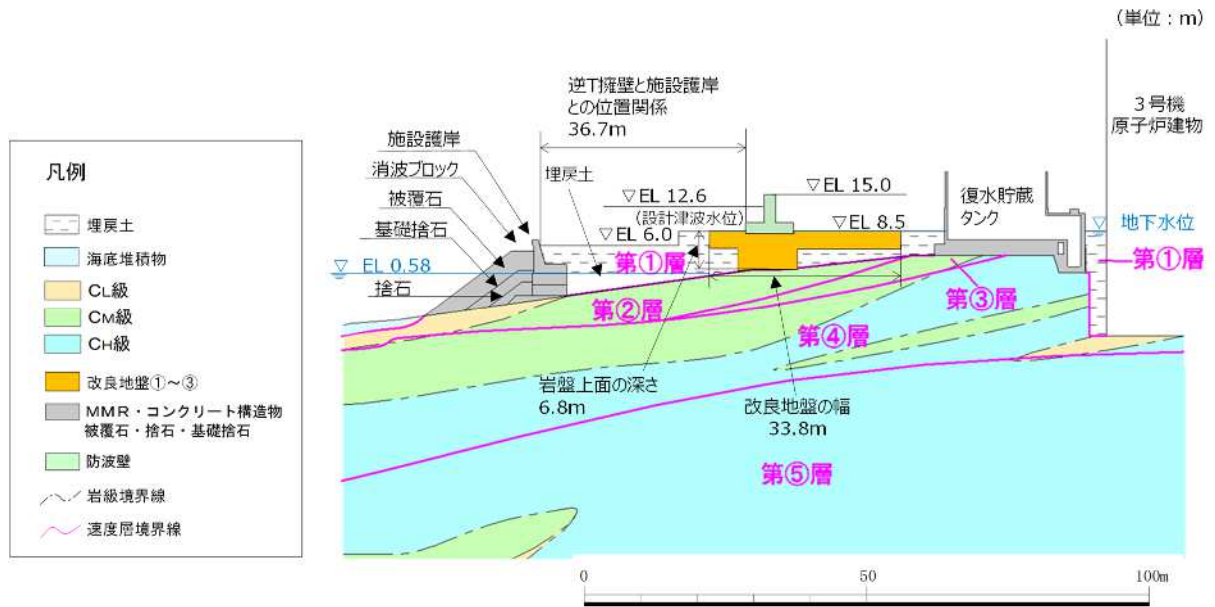 (単位:m)
凡例
埋戻土
海底堆積物
CL級
CM級
CH級
改良地盤①~③
MMR・コンクリート構造物
被覆石・捨石・基礎捨石
防波壁
岩級境界線
速度層境界線
逆T擁壁と施設護岸
との位置関係
36.7m
施設護岸
消波ブロック
被覆石
基礎捨石
捨石
埋戻土
▽EL 12.6
(設計津波水位)
▽EL 15.0
▽EL 8.5
▽EL 6.0
▽ EL 0.58
埋戻土
復水貯蔵
タンク
3号機
原子炉建物
▽ 地下水位
第①層
第①層
第②層
第③層
第④層
第⑤層
岩盤上面の深さ
6.8m
改良地盤の幅
33.8m
0
50
100m